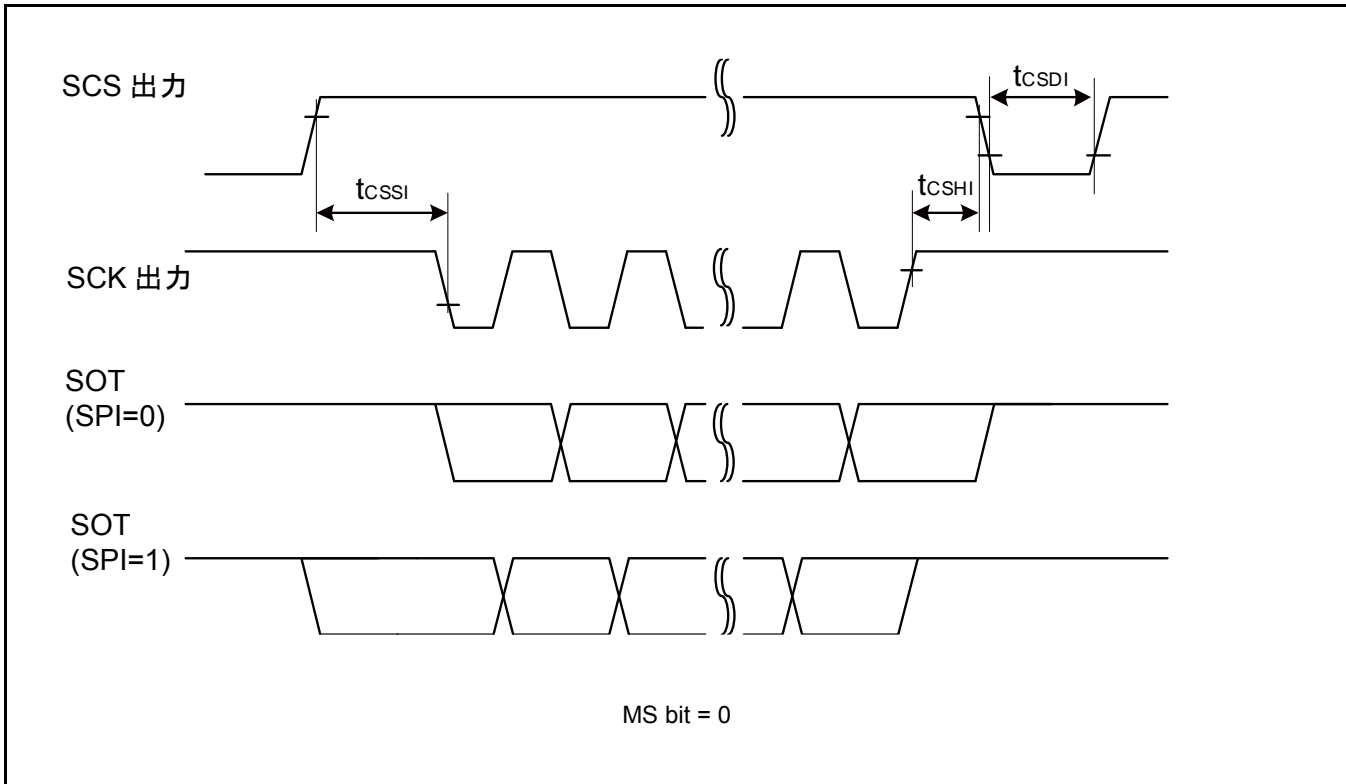 SCS 出力
tCSDI
tCSSI
tCSHI
SCK 出力
SOT
(SPI=0)
SOT
(SPI=1)
MS bit = 0